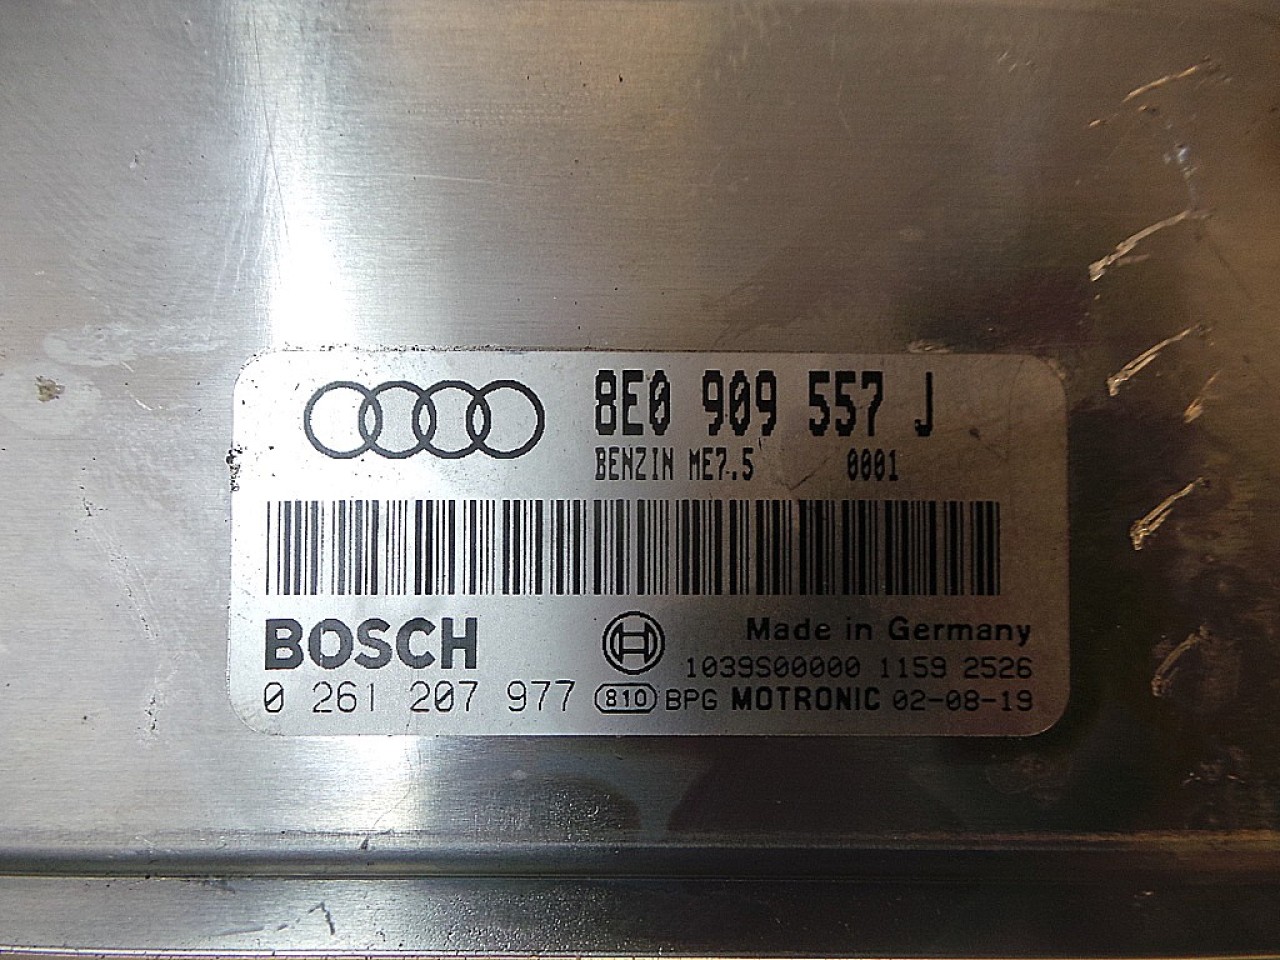 8E0 909 557 J
BENZIN ME7.5 0001
BOSCH
Made in Germany
1039S00000 1159 2526
0 261 207 977 810 BPG MOTRONIC 02-08-19